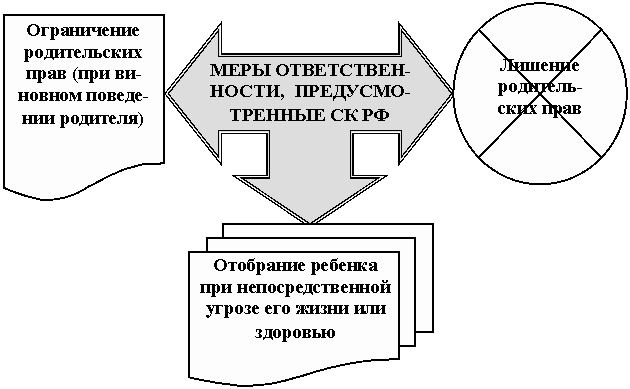 Ограничение
родительских
прав (при ви-
новном поведе-
нии родителя)
МЕРЫ ОТВЕТСТВЕН-
НОСТИ, ПРЕДУСМО-
ТРЕННЫЕ СК РФ
Лишение
родитель-
ских прав
Отобрание ребенка
при непосредственной
угрозе его жизни или
здоровью